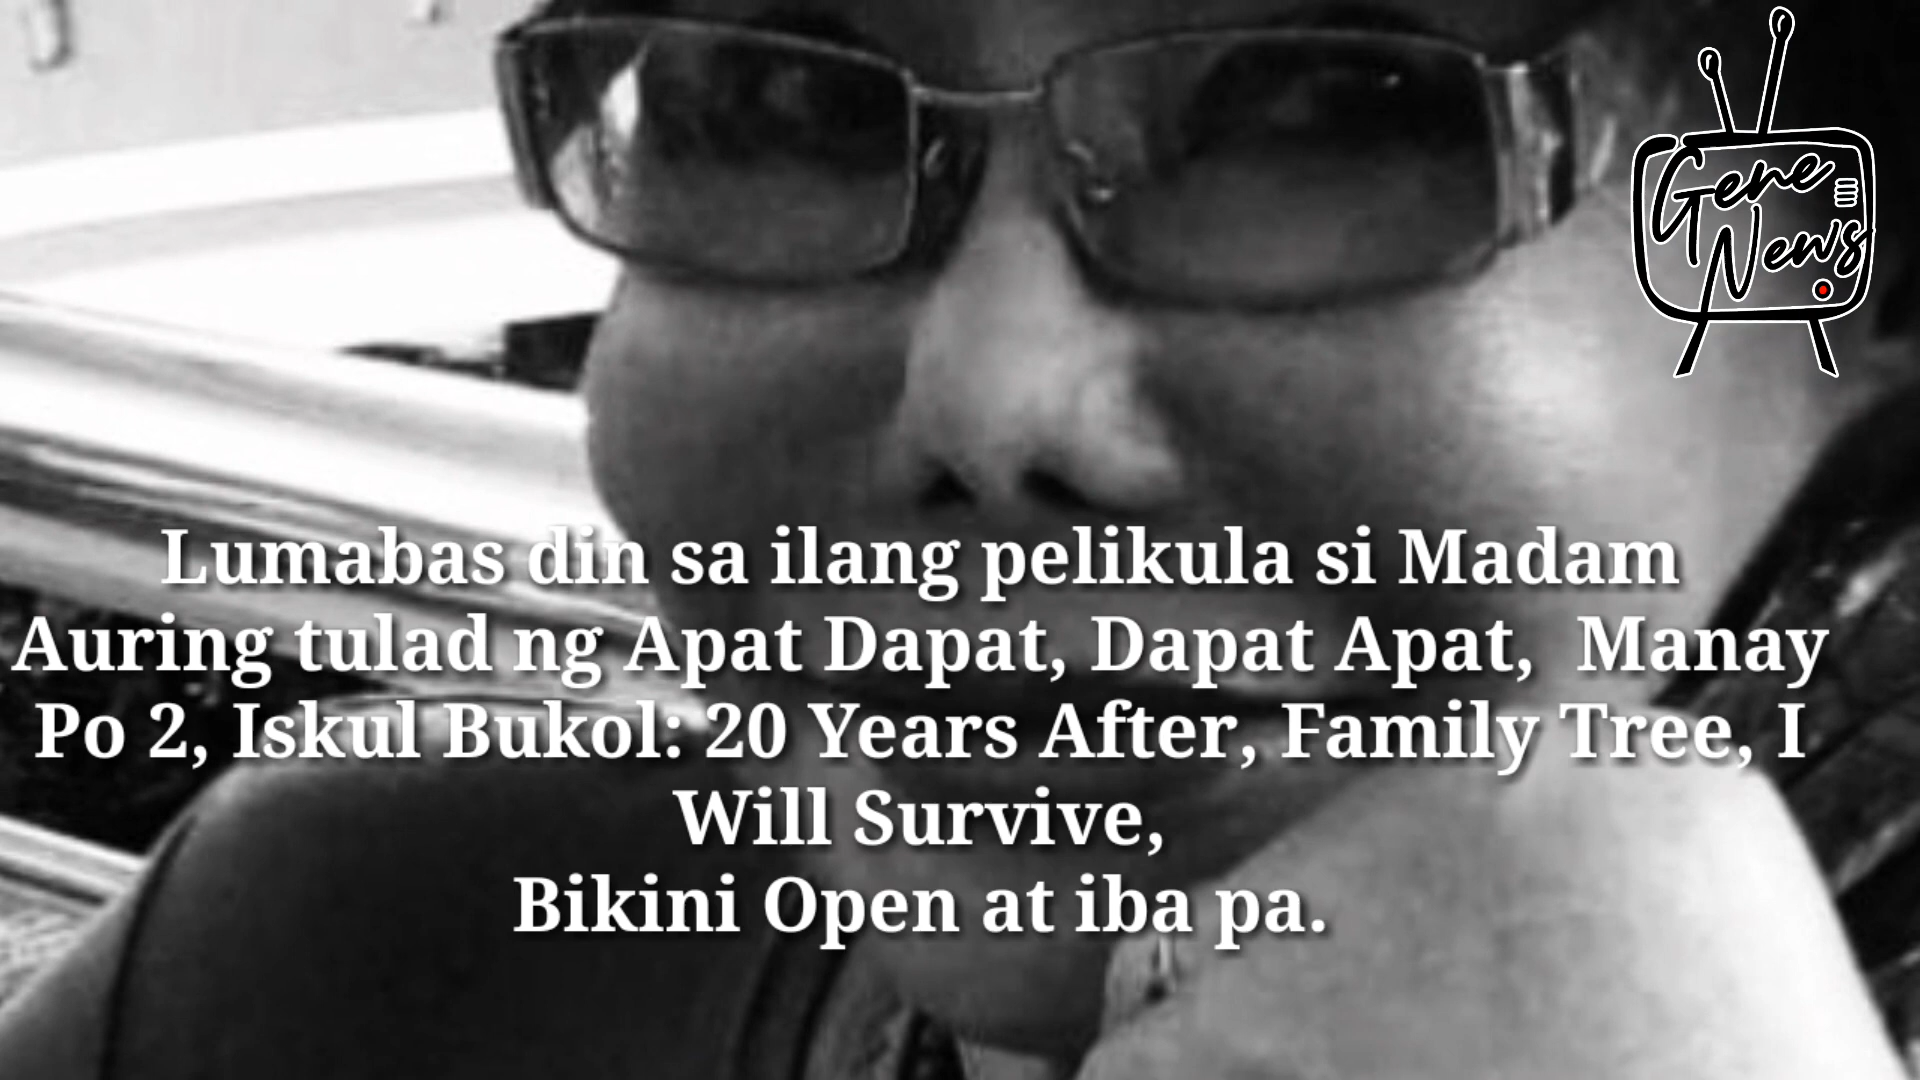 Gene
News
Lumabas din sa ilang pelikula si Madam
Auring tulad ng Apat Dapat, Dapat Apat,  Manay
Po 2, Iskul Bukol: 20 Years After, Family Tree, I
Will Survive,
Bikini Open at iba pa.